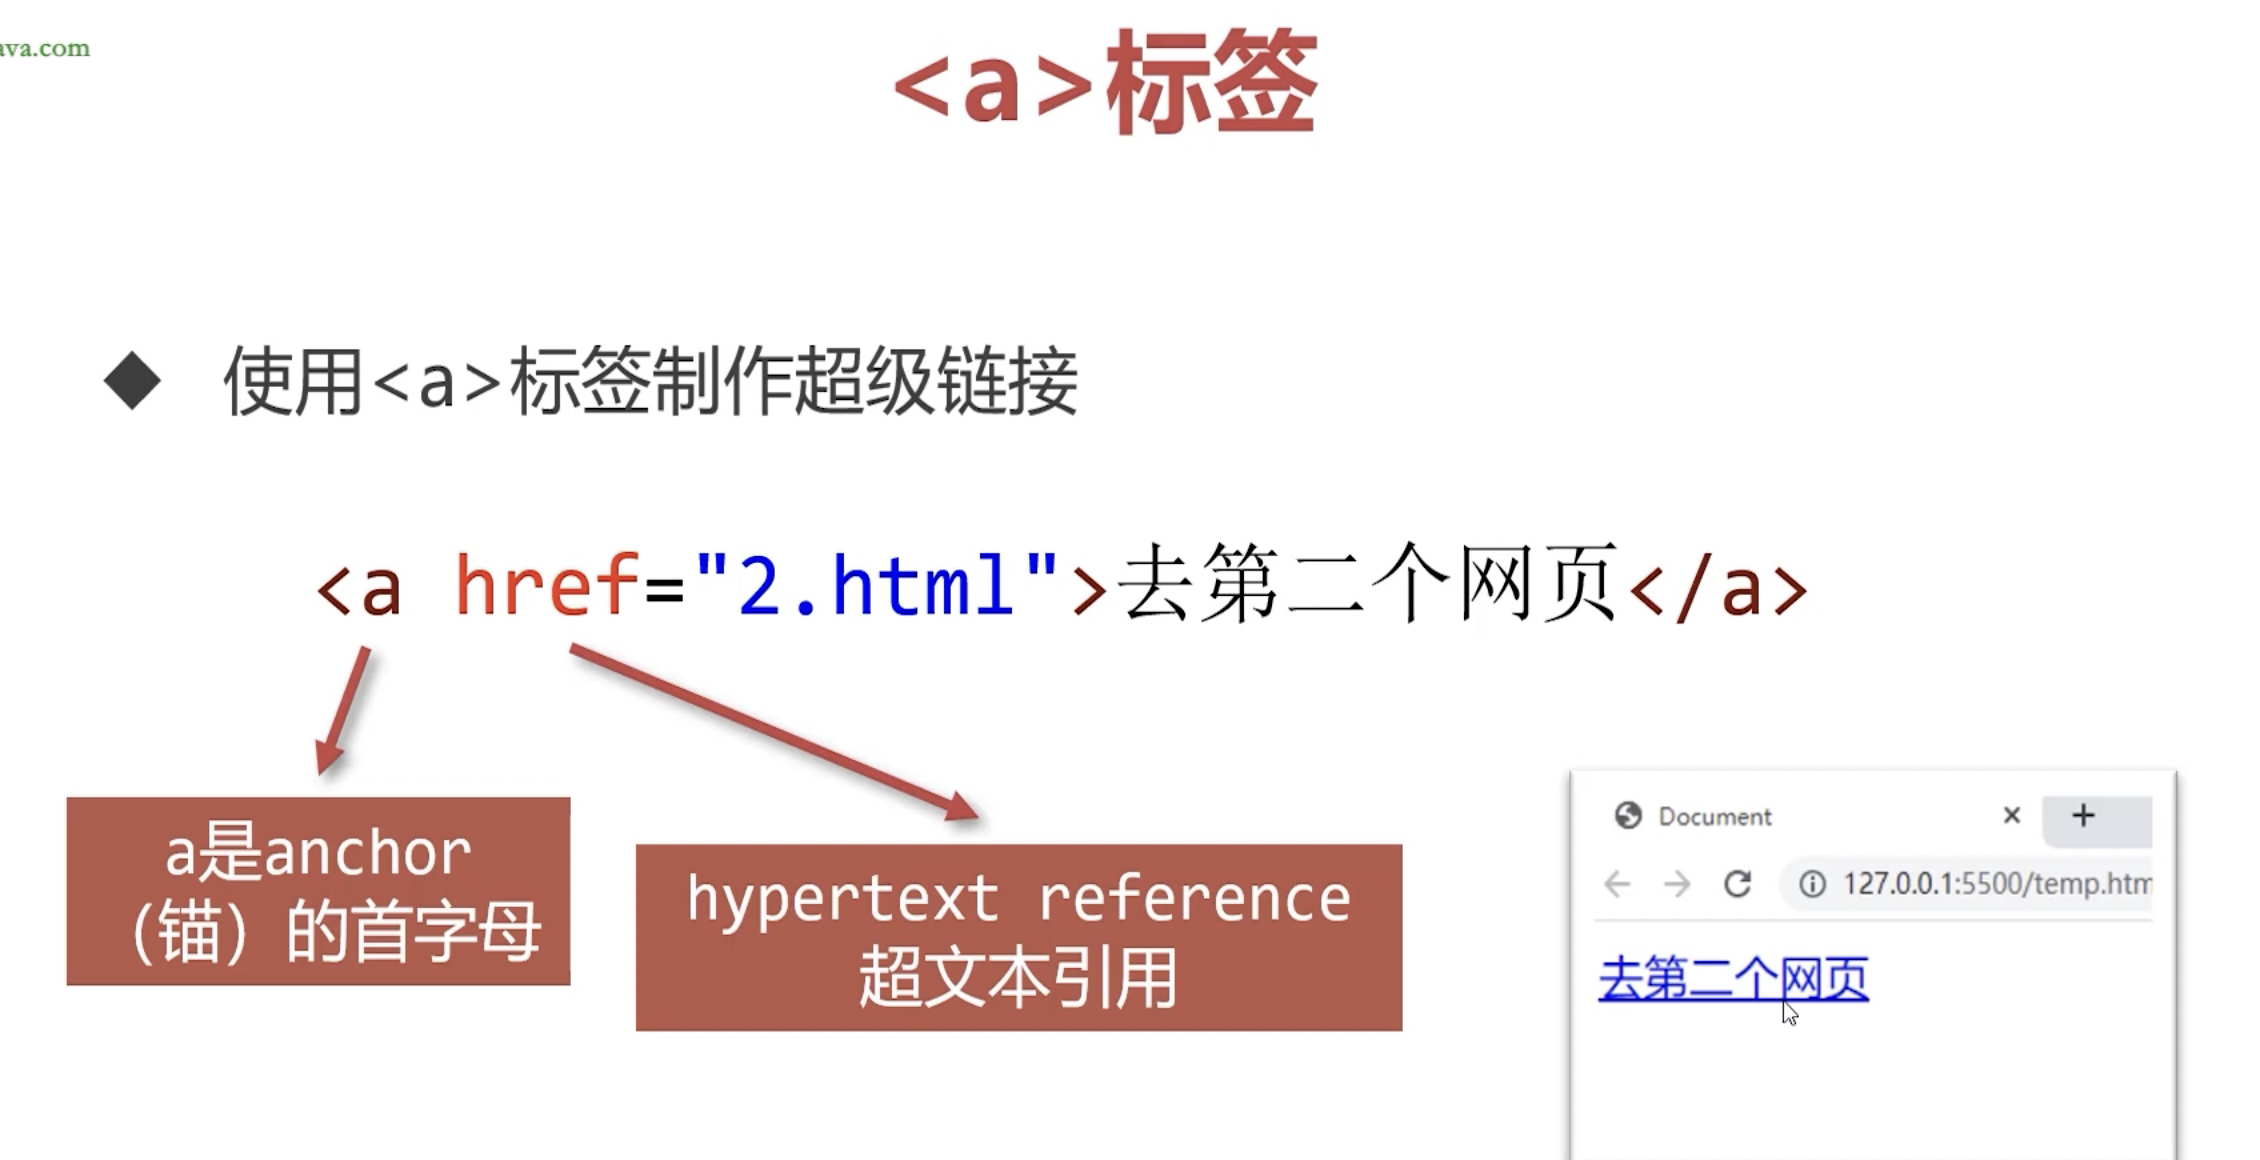 ava.com
<a>标签
使用<a>标签制作超级链接
<a href="2.html">去第二个网页</a>
a是anchor
（锚）的首字母
hypertext reference
超文本引用
Document
127.0.0.1:5500/temp.htm
去第二个网页